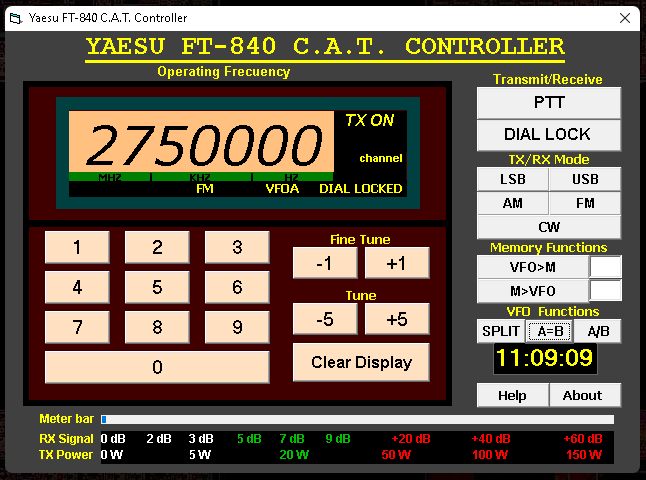 Yaesu FT-840 C.A.T. Controller
YAESU FT-840 C.A.T. CONTROLLER
Operating Frecuency
2750000
TX ON
channel
MHZ | KHZ | HZ
FM VFOA DIAL LOCKED
1 2 3
4 5 6
7 8 9
0
Fine Tune
-1 +1
Tune
-5 +5
Clear Display
Transmit/Receive
PTT
DIAL LOCK
TX/RX Mode
LSB USB
AM FM
CW
Memory Functions
VFO>M
M>VFO
VFO Functions
SPLIT A=B A/B
11:09:09
Help About
Meter bar
RX Signal 0 dB 2 dB 3 dB 5 dB 7 dB 9 dB +20 dB +40 dB +60 dB
TX Power 0 W 5 W 20 W 50 W 100 W 150 W